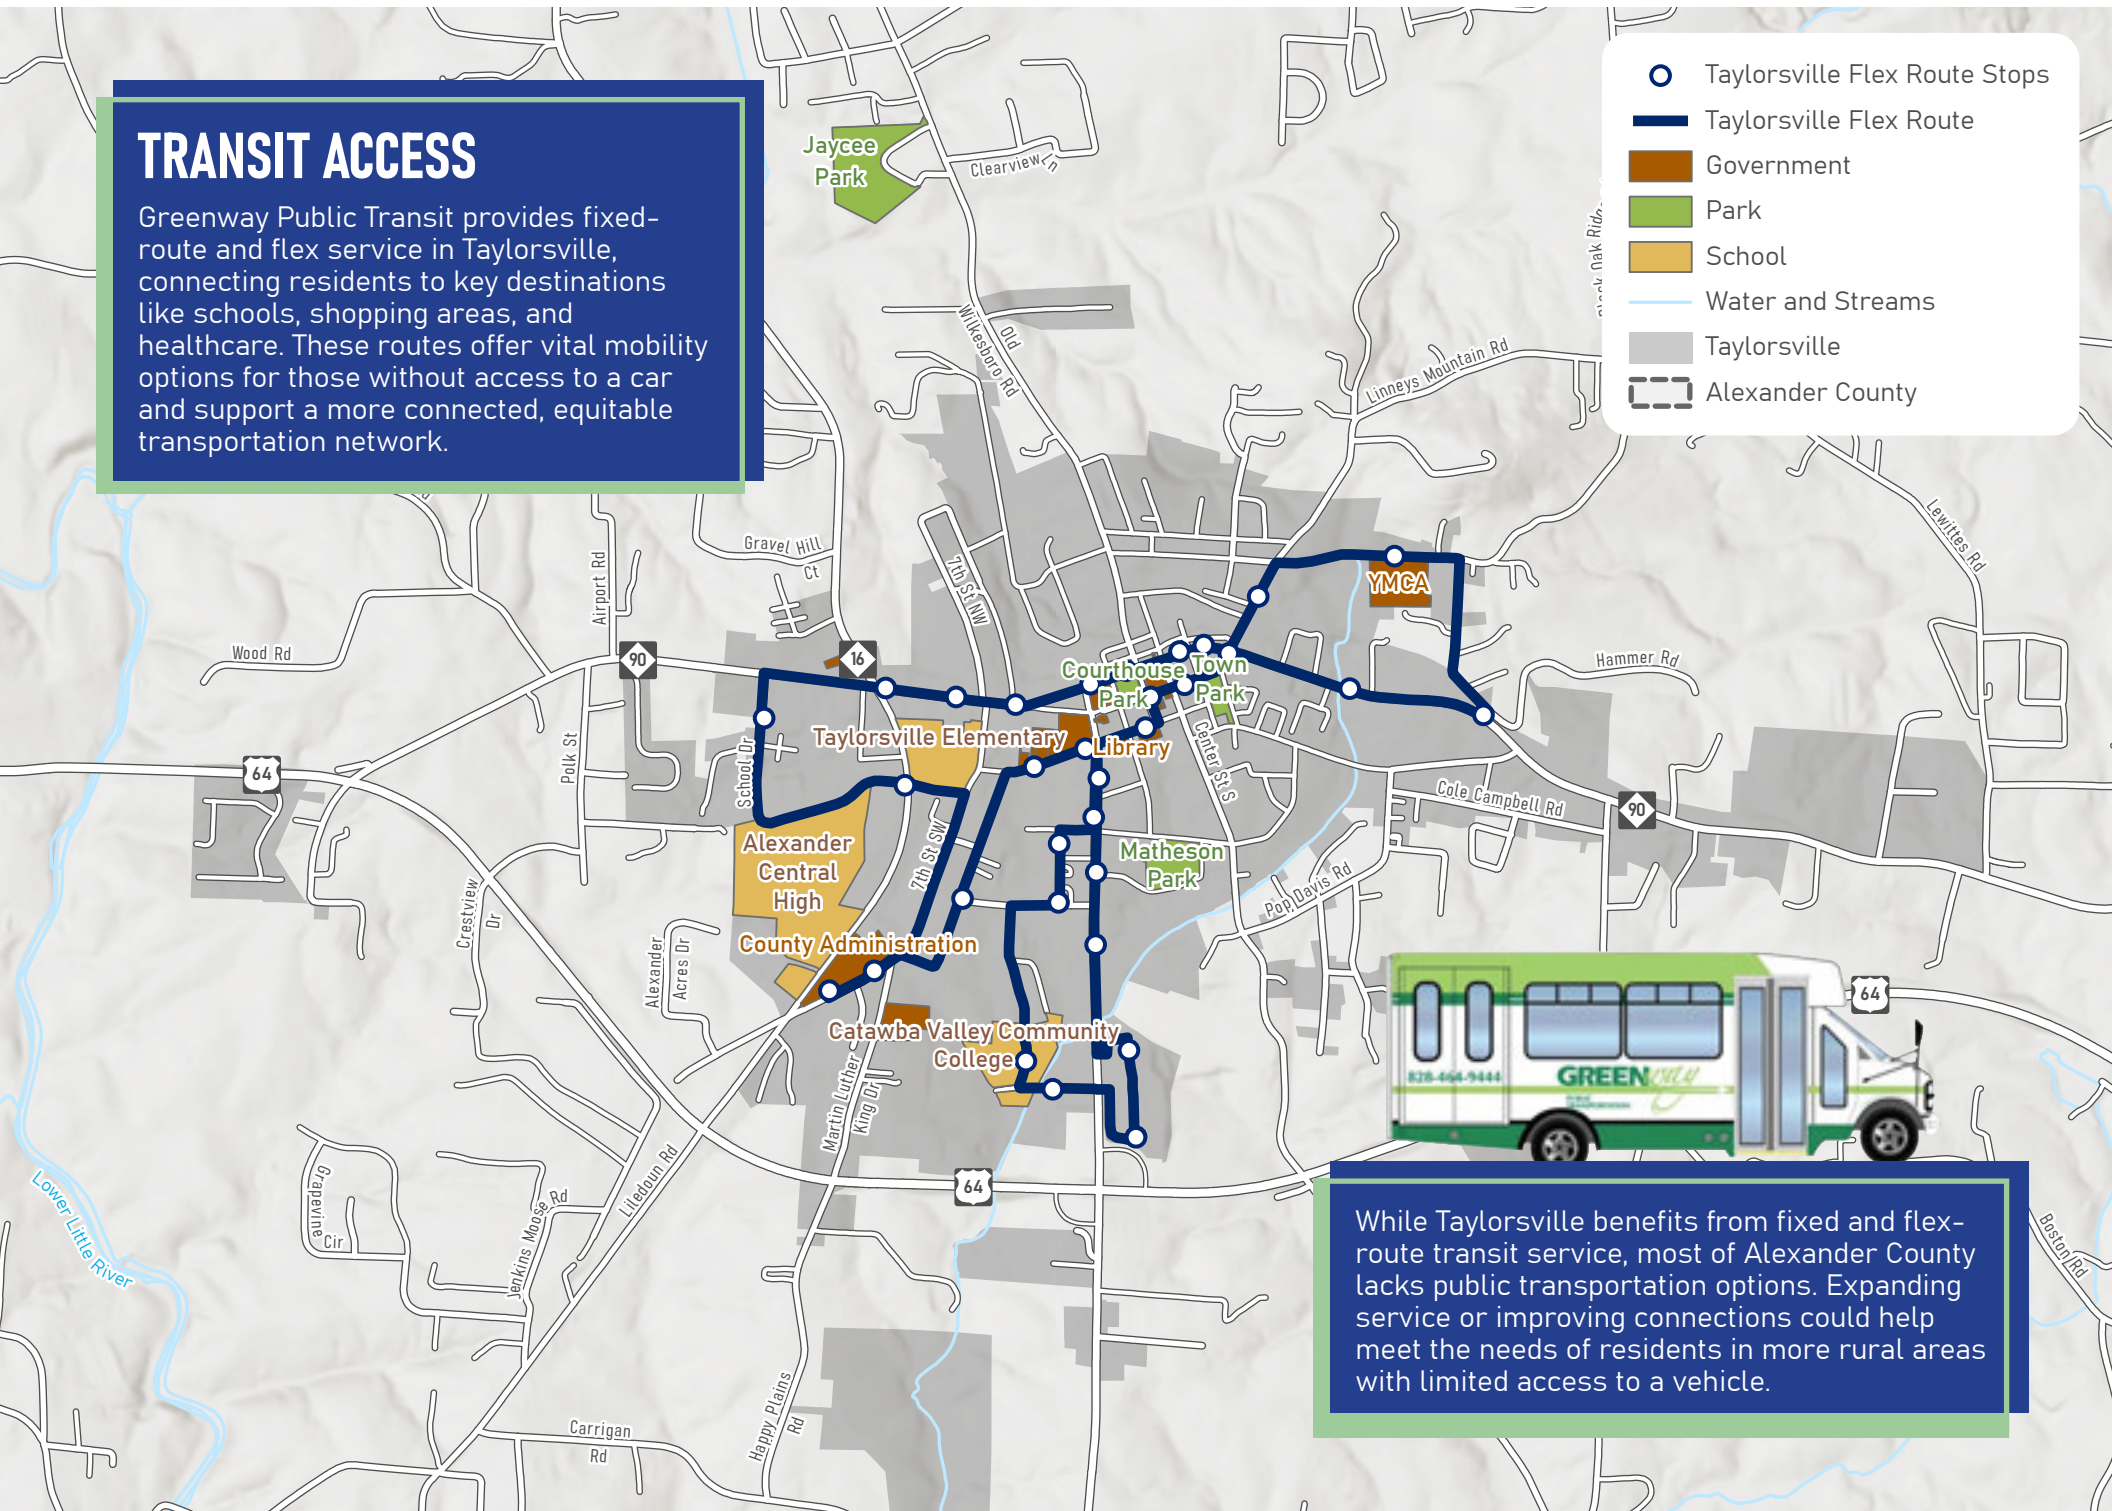 TRANSIT ACCESS
Greenway Public Transit provides fixed-
route and flex service in Taylorsville,
connecting residents to key destinations
like schools, shopping areas, and
healthcare. These routes offer vital mobility
options for those without access to a car
and support a more connected, equitable
transportation network.
Taylorsville Flex Route Stops
Taylorsville Flex Route
Government
Park
School
Water and Streams
Taylorsville
Alexander County
Jaycee
Park
Clearview Ln
Old
Wilkesboro Rd
Linneys Mountain Rd
Oak Ridge
Lewittes Rd
Gravel Hill
Ct
Airport Rd
7th St NW
YMCA
Wood Rd
90
16
Courthouse
Park
Town
Park
Hammer Rd
Taylorsville Elementary
Library
Center St S
School Dr
Polk St
64
Cole Campbell Rd
90
Alexander
Central
High
7th St SW
Matheson
Park
Pop Davis Rd
Crestview
Dr
Alexander
Acres Dr
County Administration
64
Catawba Valley Community
College
Martin Luther
King Dr
828-464-9444
GREENway
Liledoun Rd
64
Lower Little River
Grapevine
Cir
Jenkins Moose Rd
Boston Rd
Happy Plains
Rd
Carrigan
Rd
While Taylorsville benefits from fixed and flex-
route transit service, most of Alexander County
lacks public transportation options. Expanding
service or improving connections could help
meet the needs of residents in more rural areas
with limited access to a vehicle.